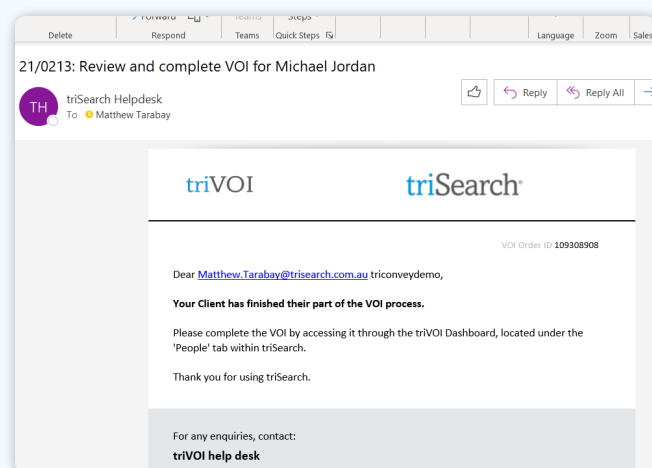 Forward
Teams
Steps
Delete
Respond
Teams
Quick Steps
Language
Zoom
Sales
21/0213: Review and complete VOI for Michael Jordan
TH
triSearch Helpdesk
To Matthew Tarabay
Reply
Reply All
triVOI
triSearch
VOI Order ID 109308908
Dear Matthew.Tarabay@trisearch.com.au triconveydemo,
Your Client has finished their part of the VOI process.
Please complete the VOI by accessing it through the triVOI Dashboard, located under the
'People' tab within triSearch.
Thank you for using triSearch.
For any enquiries, contact:
triVOI help desk